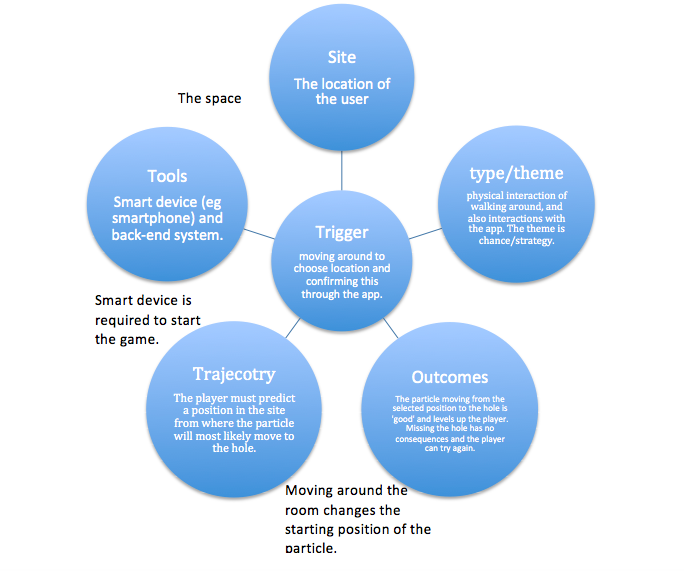 Site
The location of
the user
The space
Tools
Smart device (eg
smartphone) and
back-end system.
type/theme
physical interaction of
walking around, and
also interactions with
the app. The theme is
chance/strategy.
Trigger
moving around to
choose location and
confirming this
through the app.
Smart device is
required to start
the game.
Trajecotry
The player must predict
a position in the site
from where the particle
will most likely move to
the hole.
Outcomes
The particle moving from the
selected position to the hole is
'good' and levels up the player.
Missing the hole has no
consequences and the player
can try again.
Moving around the
room changes the
starting position of the
particle.